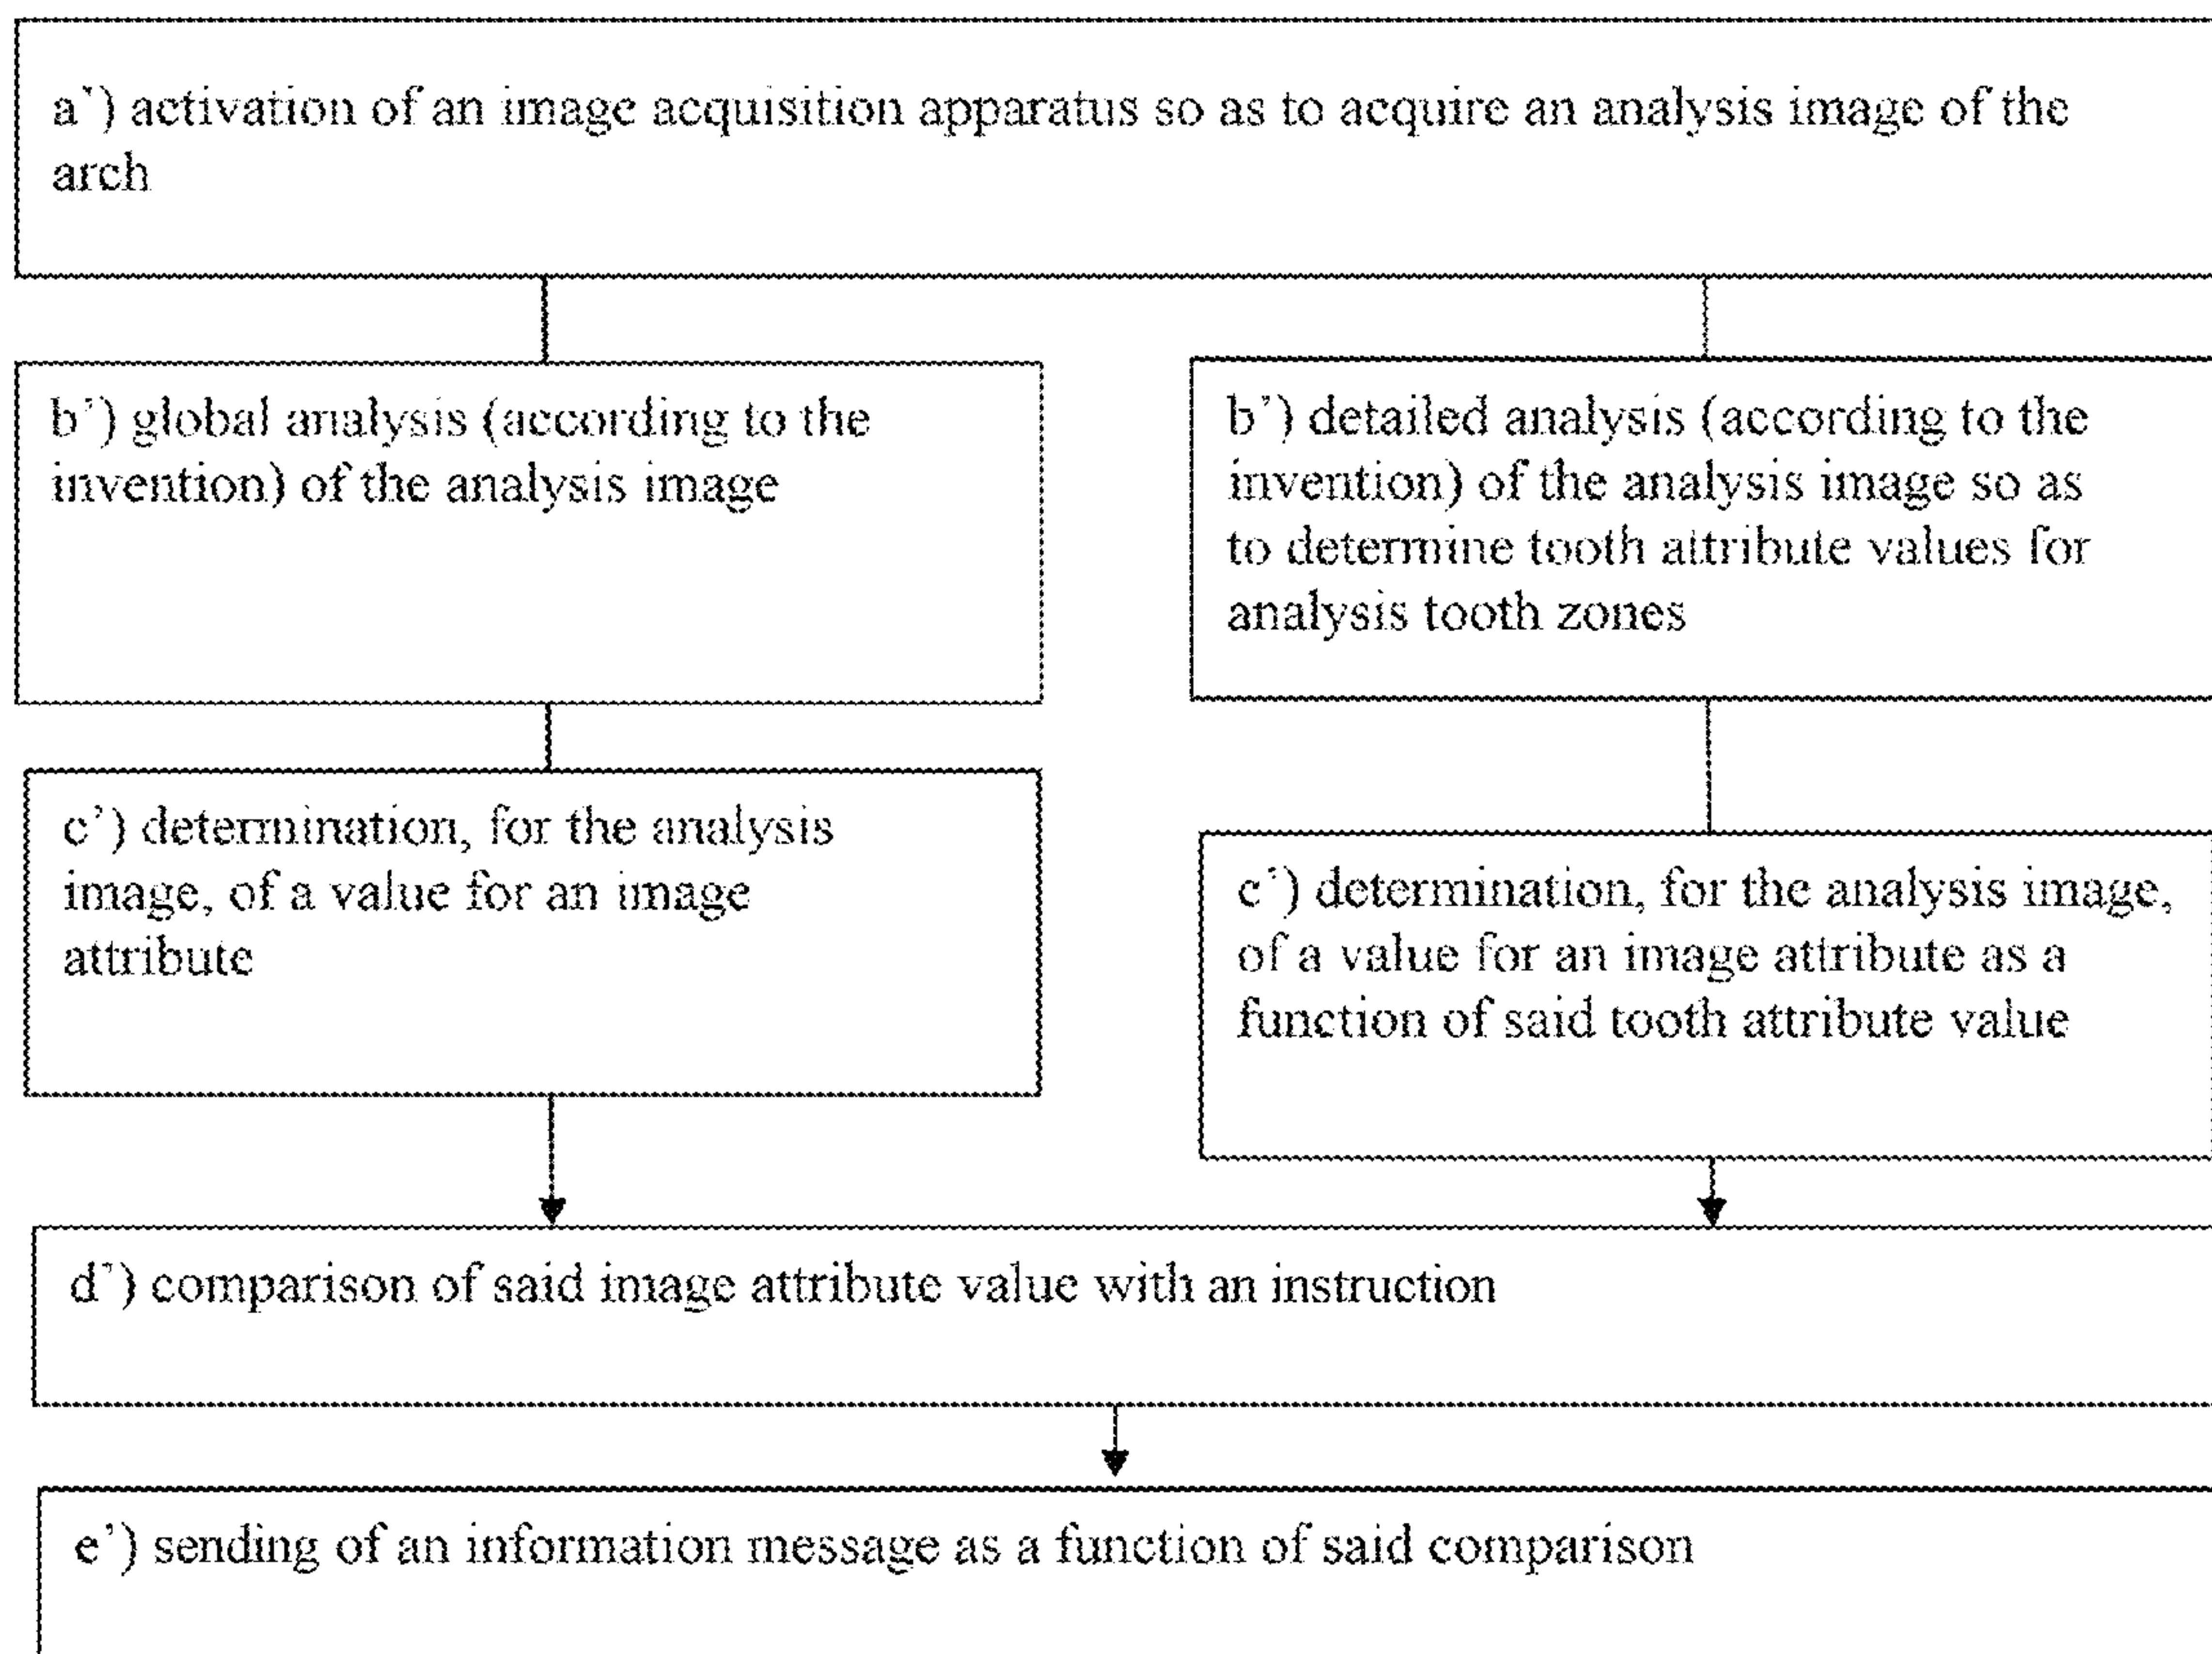 a’) activation of an image acquisition apparatus so as to acquire an analysis image of the
arch
b’) global analysis (according to the
invention) of the analysis image
b’) detailed analysis (according to the
invention) of the analysis image so as
to determine tooth attribute values for
analysis tooth zones
c’) determination, for the analysis
image, of a value for an image
attribute
c’) determination, for the analysis image,
of a value for an image attribute as a
function of said tooth attribute value
d’) comparison of said image attribute value with an instruction
e’) sending of an information message as a function of said comparison